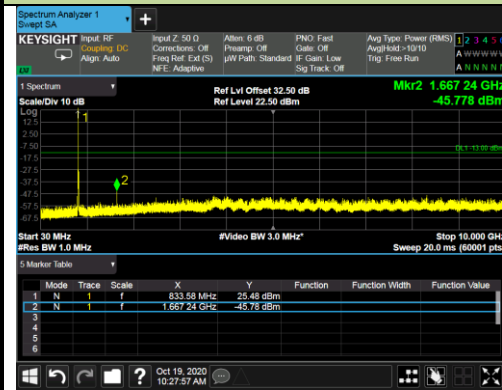 Spectrum Analyzer 1
Swept SA
+
KEYSIGHT Input: RF Input Z: 50 Ω Atten: 6 dB PNO: Fast Avg Type: Power (RMS) 1 2 3 4 5
Coupling: DC Corrections: Off Preamp: Off Gate: Off Avg|Hold:>10/10 A W W W W
Align: Auto Freq Ref: Ext (S) µW Path: Standard IF Gain: Low Trig: Free Run
NFE: Adaptive Sig Track: Off A N N N N
1 Spectrum Ref Lvl Offset 32.50 dB Mkr2 1.667 24 GHz
Scale/Div 10 dB Ref Level 22.50 dBm -45.778 dBm
Log
12.5
2.50
-7.50
-17.5
-27.5
-37.5
-47.5
-57.5
-67.5
1
2
DL1 -13.00 dBm
Start 30 MHz #Video BW 3.0 MHz* Stop 10.000 GHz
#Res BW 1.0 MHz Sweep 20.0 ms (60001 pts
5 Marker Table
Mode Trace Scale X Y Function Function Width Function Value
1 N 1 f 833.58 MHz 25.48 dBm
2 N 1 f 1.667 24 GHz -45.78 dBm
3
4
5
6
? Oct 19, 2020
10:27:57 AM